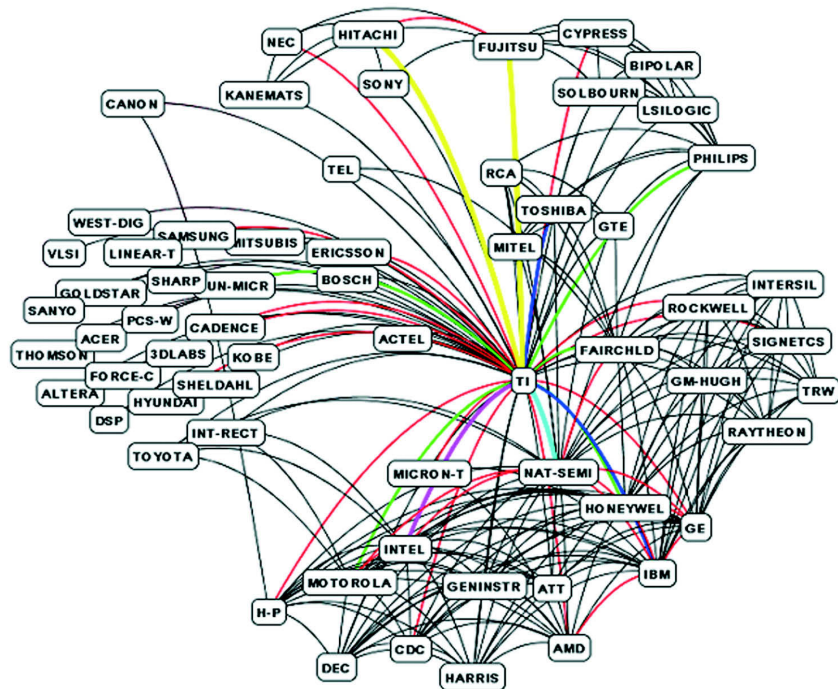 HITACHI
CYPRESS
NEC
FUJITSU
BIPOLAR
SONY
SOLBOURN
KANEMATS
CANON
LSILOGIC
PHILIPS
TEL
RCA
TOSHIBA
WEST-DIG
GTE
SAMSUNG
MITSUBIS
MITEL
VLSI
LINEAR-T
ERICSSON
SHARP
BOSCH
INTERSIL
GOLDSTAR
UN-MICR
SANYO
ROCKWELL
PCS-W
CADENCE
ACER
ACTEL
SIGNETCS
THOMSON
3DLABS
KOBE
FAIRCHLD
FORCE-C
TI
GM-HUGH
ALTERA
SHELDAHL
TRW
HYUNDAI
DSP
INT-RECT
RAYTHEON
TOYOTA
MICRON-T
NAT-SEMI
HONEYWEL
GE
INTEL
IBM
MOTOROLA
GENINSTR
ATT
H-P
CDC
AMD
DEC
HARRIS